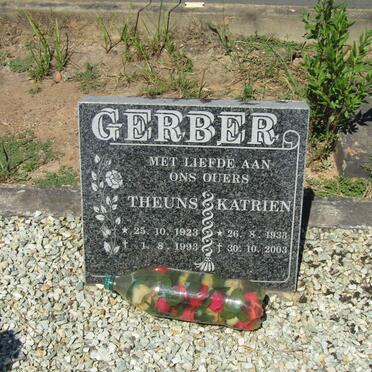 GERBER
MET LIEFDE AAN
ONS OUERS
THEUNS KATRIEN
* 25. 10. 1923 * 26. 8. 1933
† 1. 8. 1993 † 30. 10. 2003